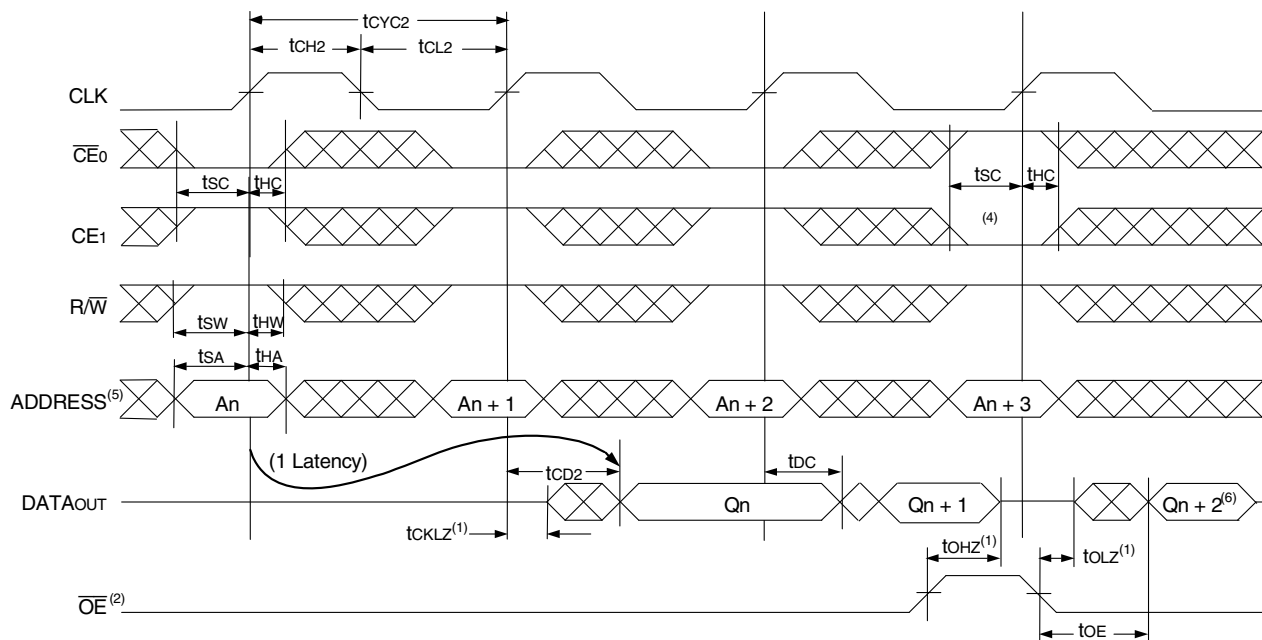 tCYC2
tCH2
tCL2
CLK
CE0
tSC
tHC
tSC
tHC
CE1
(4)
R/W
tSW
tHW
tSA
tHA
ADDRESS(5)
An
An + 1
An + 2
An + 3
(1 Latency)
tCD2
tDC
DATAOUT
Qn
Qn + 1
Qn + 2(6)
tCKLZ(1)
tOHZ(1)
tOLZ(1)
OE(2)
tOE